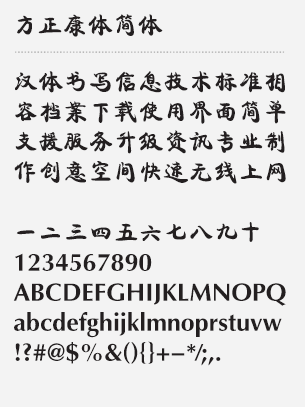 方正康体简体
汉体书写信息技术标准相
容档案下载使用界面简单
支援服务升级资讯专业制
作创意空间快速无线上网
一二三四五六七八九十
1234567890
ABCDEFGHIJKLMNOPQ
abcdefghijklmnopqrstuvw
!?#@$%&(){}+−*/;,.